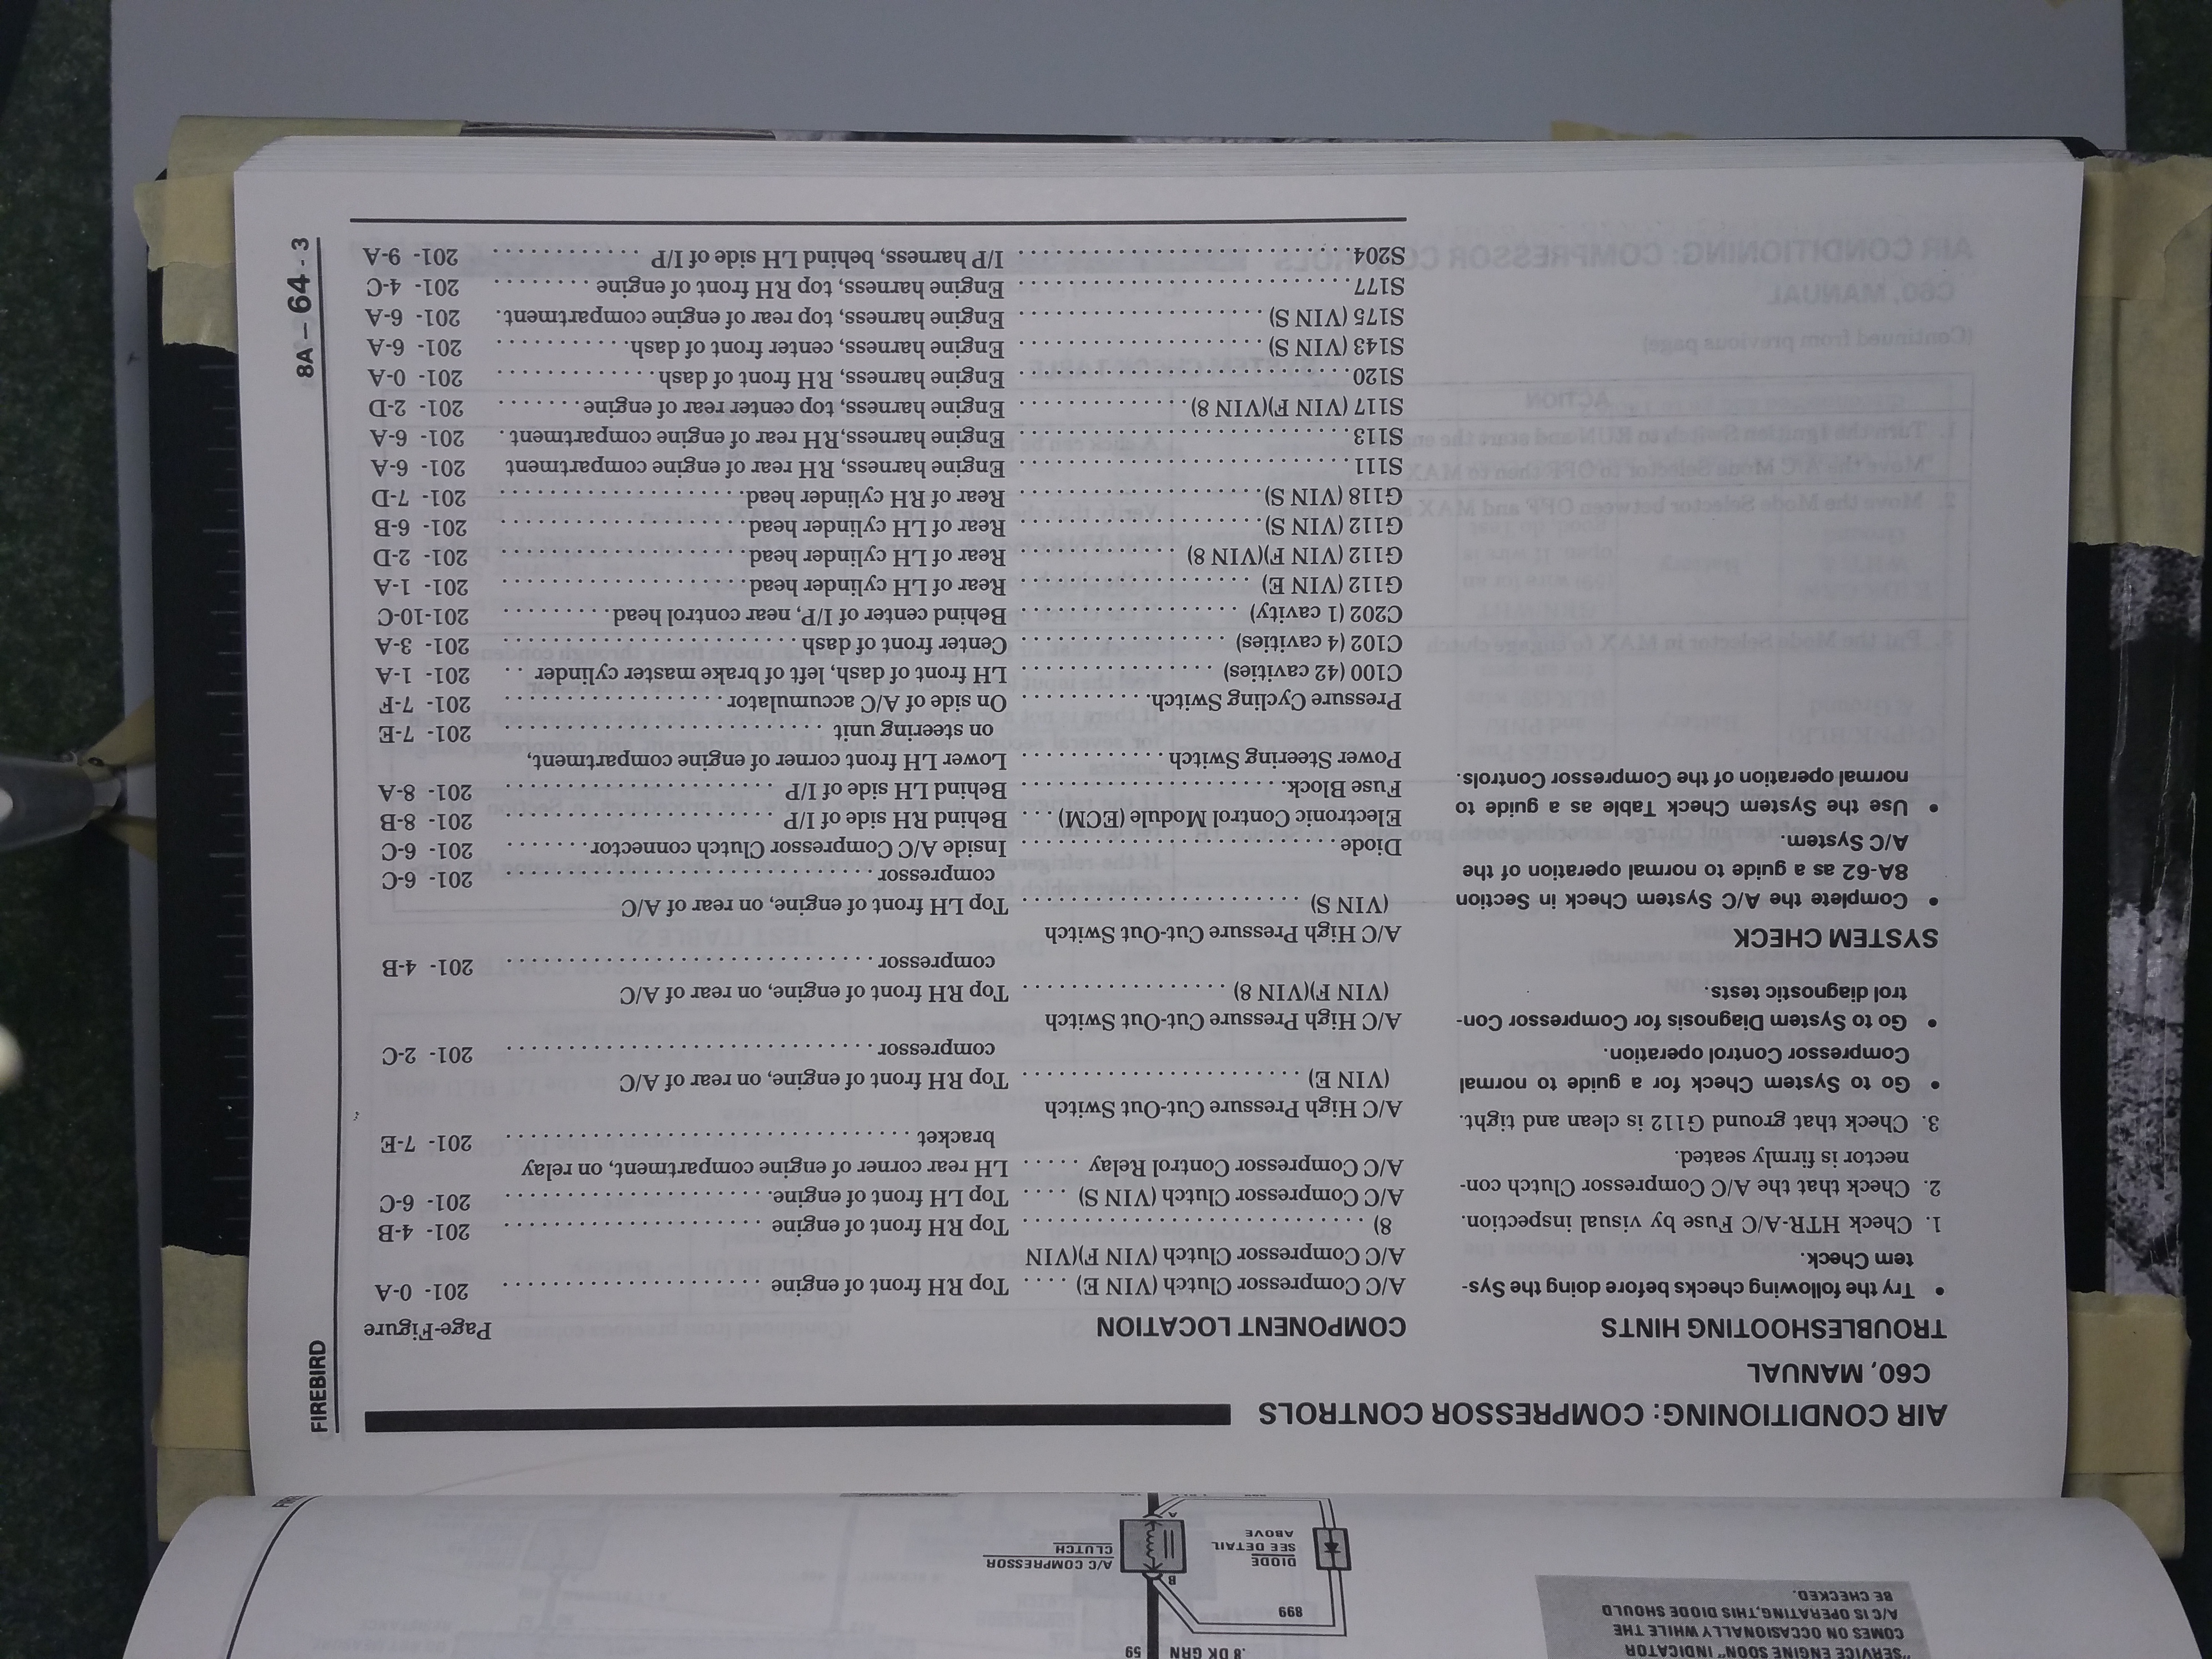 AIR CONDITIONING: COMPRESSOR CONTROLS
C60, MANUAL
TROUBLESHOOTING HINTS
• Try the following checks before doing the Sys-
tem Check.
1. Check HTR-A/C Fuse by visual inspection.
2. Check that the A/C Compressor Clutch con-
nector is firmly seated.
3. Check that ground G112 is clean and tight.
• Go to System Check for a guide to normal
Compressor Control operation.
• Go to System Diagnosis for Compressor Con-
trol diagnostic tests.
SYSTEM CHECK
• Complete the A/C System Check in Section
8A-62 as a guide to normal operation of the
A/C System.
• Use the System Check Table as a guide to
normal operation of the Compressor Controls.
COMPONENT LOCATION Page-Figure
A/C Compressor Clutch (VIN E) .... Top RH front of engine .................. 201- 0-A
A/C Compressor Clutch (VIN F)(VIN
8) .............................. Top RH front of engine .................. 201- 4-B
A/C Compressor Clutch (VIN S) .... Top LH front of engine. .................. 201- 6-C
A/C Compressor Control Relay ..... LH rear corner of engine compartment, on relay
bracket ................................ 201- 7-E
A/C High Pressure Cut-Out Switch
(VIN E) ......................... Top RH front of engine, on rear of A/C
compressor ............................. 201- 2-C
A/C High Pressure Cut-Out Switch
(VIN F)(VIN 8) .................. Top RH front of engine, on rear of A/C
compressor ............................. 201- 4-B
A/C High Pressure Cut-Out Switch
(VIN S) ......................... Top LH front of engine, on rear of A/C
compressor ............................. 201- 6-C
Diode ........................... Inside A/C Compressor Clutch connector ....... 201- 6-C
Electronic Control Module (ECM) ... Behind RH side of I/P .................. 201- 8-B
Fuse Block. ..................... Behind LH side of I/P .................. 201- 8-A
Power Steering Switch ............ Lower LH front corner of engine compartment,
on steering unit ....................... 201- 7-E
Pressure Cycling Switch. ......... On side of A/C accumulator .............. 201- 7-F
C100 (42 cavities) ............... LH front of dash, left of brake master cylinder .. 201- 1-A
C102 (4 cavities) ................ Center front of dash .................... 201- 3-A
C202 (1 cavity) .................. Behind center of I/P, near control head .......... 201-10-C
G112 (VIN E) .................... Rear of LH cylinder head ................ 201- 1-A
G112 (VIN F)(VIN 8) ............. Rear of LH cylinder head ................ 201- 2-D
G112 (VIN S) .................... Rear of LH cylinder head ................ 201- 6-B
G118 (VIN S) .................... Rear of RH cylinder head ................ 201- 7-D
S111 ............................ Engine harness, RH rear of engine compartment 201- 6-A
S113 ............................ Engine harness,RH rear of engine compartment . 201- 6-A
S117 (VIN F)(VIN 8) ............. Engine harness, top center rear of engine ....... 201- 2-D
S120 ............................ Engine harness, RH front of dash ............. 201- 0-A
S143 (VIN S) .................... Engine harness, center front of dash ........... 201- 6-A
S175 (VIN S) .................... Engine harness, top rear of engine compartment. 201- 6-A
S177 ............................ Engine harness, top RH front of engine ......... 201- 4-C
S204 ............................ I/P harness, behind LH side of I/P ............ 201- 9-A
FIREBIRD 8A – 64 - 3
"SERVICE ENGINE SOON" INDICATOR
COMES ON OCCASIONALLY WHILE THE
A/C IS OPERATING,THIS DIODE SHOULD
BE CHECKED.
.8 DK GRN 59
899
B
DIODE
SEE DETAIL
ABOVE
A/C COMPRESSOR
CLUTCH
A